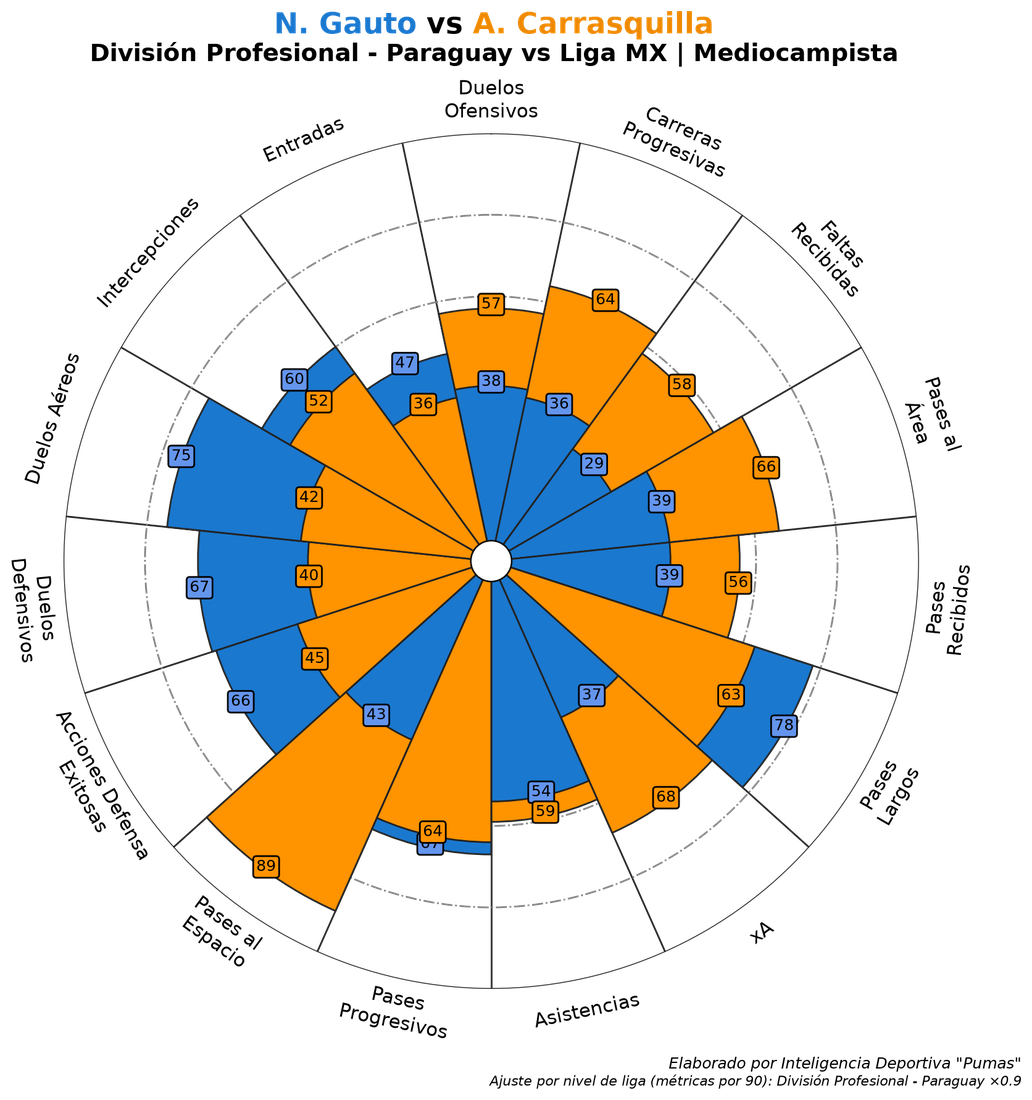 N. Gauto vs A. Carrasquilla
División Profesional - Paraguay vs Liga MX | Mediocampista
Duelos
Ofensivos
Carreras
Progresivas
Faltas
Recibidas
Pases al
Área
Pases
Recibidos
Pases
Largos
xA
Asistencias
Pases
Progresivos
Pases al
Espacio
Acciones Defensa
Exitosas
Duelos
Defensivos
Duelos Aéreos
Intercepciones
Entradas
57
38
64
36
58
29
66
39
56
39
63
78
37
68
54
59
64
67
43
89
45
66
40
67
42
75
52
60
36
47
Elaborado por Inteligencia Deportiva "Pumas"
Ajuste por nivel de liga (métricas por 90): División Profesional - Paraguay ×0.9